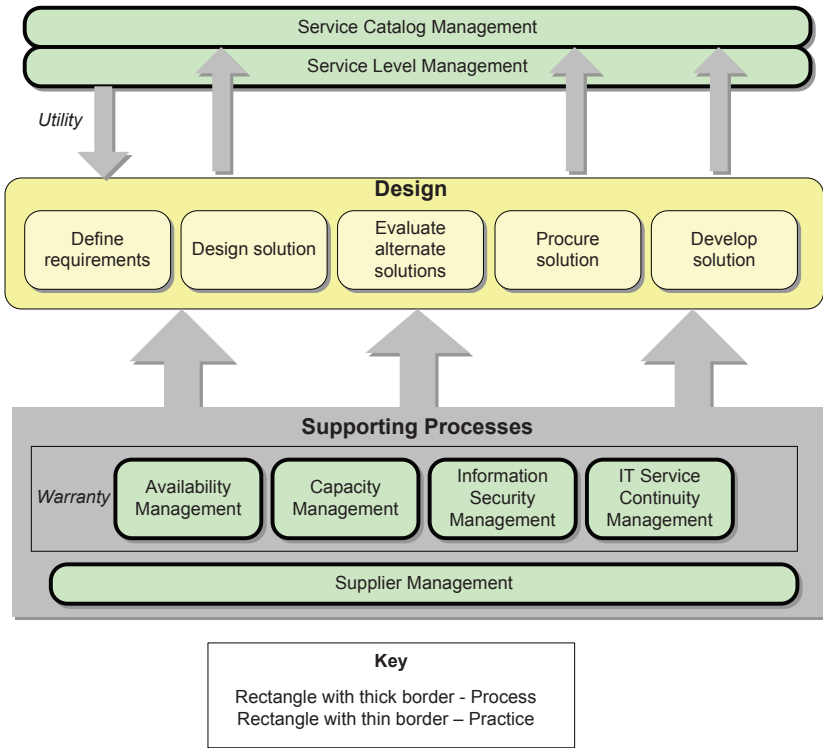 Service Catalog Management
Service Level Management
Utility
Design
Define
requirements
Design solution
Evaluate
alternate
solutions
Procure
solution
Develop
solution
Supporting Processes
Warranty
Availability
Management
Capacity
Management
Information
Security
Management
IT Service
Continuity
Management
Supplier Management
Key
Rectangle with thick border - Process
Rectangle with thin border – Practice